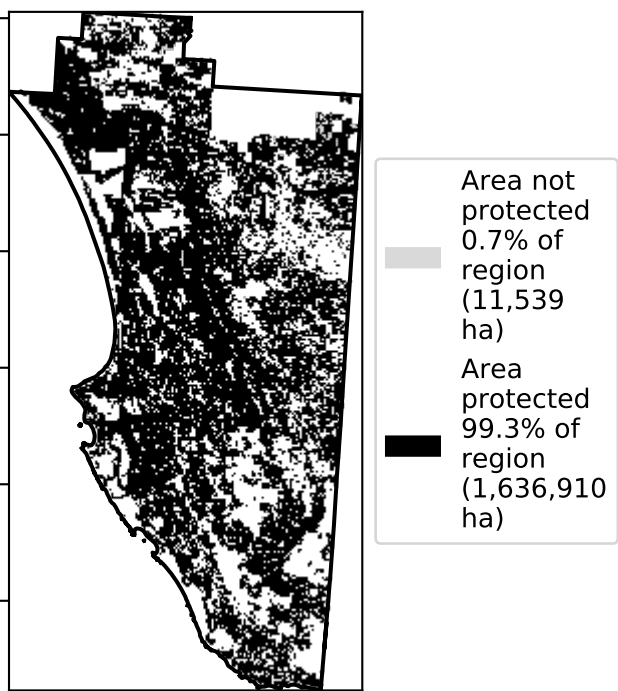 Area not
protected
0.7% of
region
(11,539
ha)
Area
protected
99.3% of
region
(1,636,910
ha)